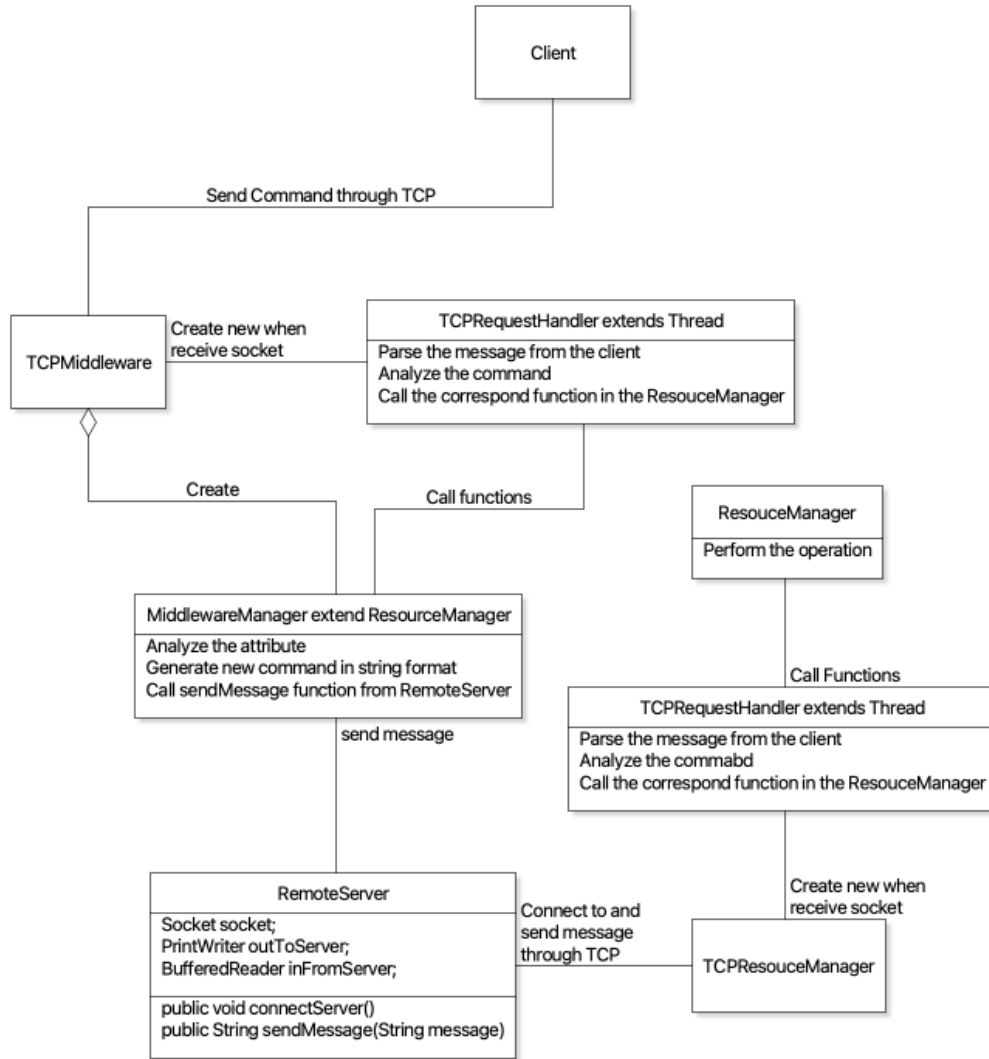 Client
Send Command through TCP
TCPMiddleware
Create new when
receive socket
TCPRequestHandler extends Thread
Parse the message from the client
Analyze the command
Call the correspond function in the ResouceManager
Create
Call functions
ResouceManager
Perform the operation
MiddlewareManager extend ResourceManager
Analyze the attribute
Generate new command in string format
Call sendMessage function from RemoteServer
Call Functions
TCPRequestHandler extends Thread
Parse the message from the client
Analyze the commabd
Call the correspond function in the ResouceManager
send message
RemoteServer
Socket socket;
PrintWriter outToServer;
BufferedReader inFromServer;
public void connectServer()
public String sendMessage(String message)
Connect to and
send message
through TCP
Create new when
receive socket
TCPResouceManager